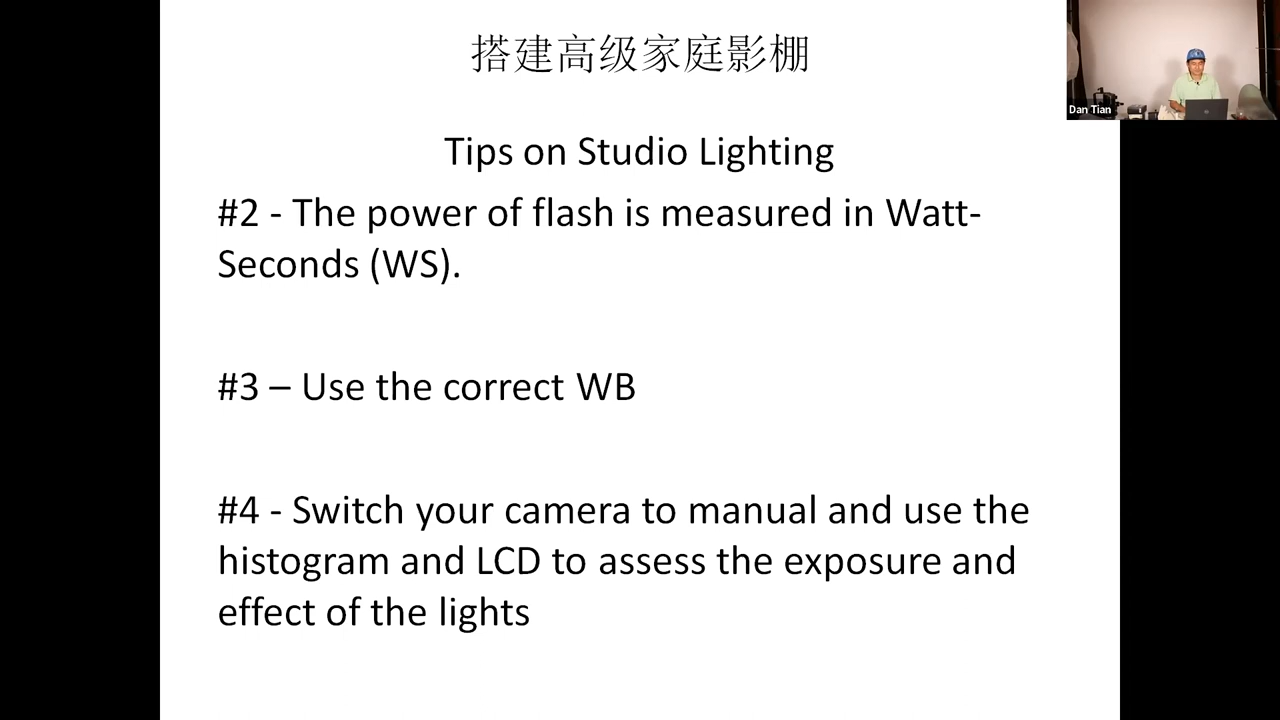 搭建高级家庭影棚
Dan Tian
Tips on Studio Lighting
#2 - The power of flash is measured in Watt-
Seconds (WS).
#3 – Use the correct WB
#4 - Switch your camera to manual and use the
histogram and LCD to assess the exposure and
effect of the lights